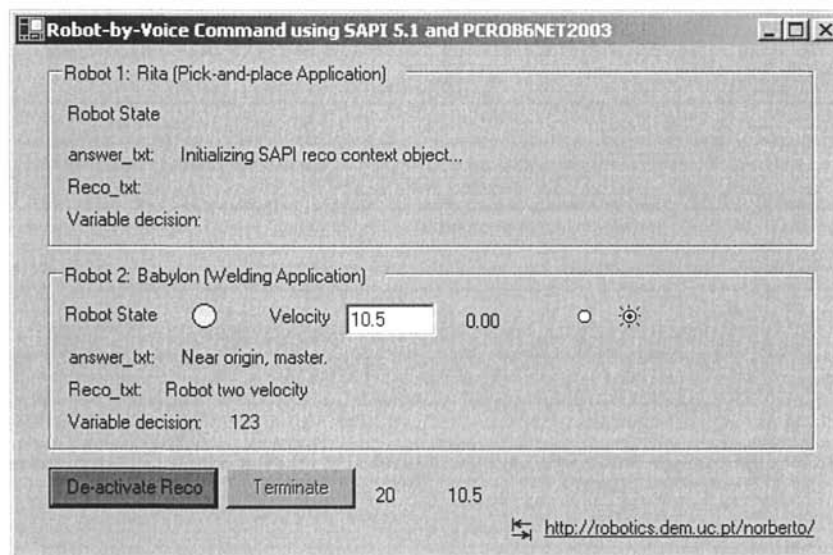 Robot-by-Voice Command using SAPI 5.1 and PCROB6NET2003
Robot 1: Rita (Pick-and-place Application)
Robot State
answer_txt: Initializing SAPI reco context object...
Reco_txt:
Variable decision:
Robot 2: Babylon (Welding Application)
Robot State Velocity 10.5 0.00
answer_txt: Near origin, master.
Reco_txt: Robot two velocity
Variable decision: 123
De-activate Reco Terminate 20 10.5
http://robotics.dem.uc.pt/norberto/